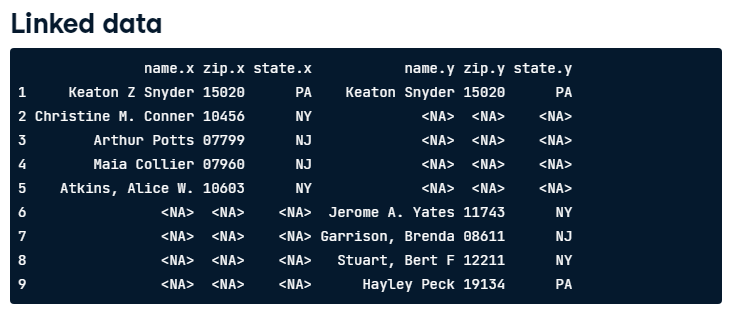 Linked data
name.x zip.x state.x name.y zip.y state.y
1 Keaton Z Snyder 15020 PA Keaton Snyder 15020 PA
2 Christine M. Conner 10456 NY <NA> <NA> <NA>
3 Arthur Potts 07799 NJ <NA> <NA> <NA>
4 Maia Collier 07960 NJ <NA> <NA> <NA>
5 Atkins, Alice W. 10603 NY <NA> <NA> <NA>
6 <NA> <NA> <NA> Jerome A. Yates 11743 NY
7 <NA> <NA> <NA> Garrison, Brenda 08611 NJ
8 <NA> <NA> <NA> Stuart, Bert F 12211 NY
9 <NA> <NA> <NA> Hayley Peck 19134 PA